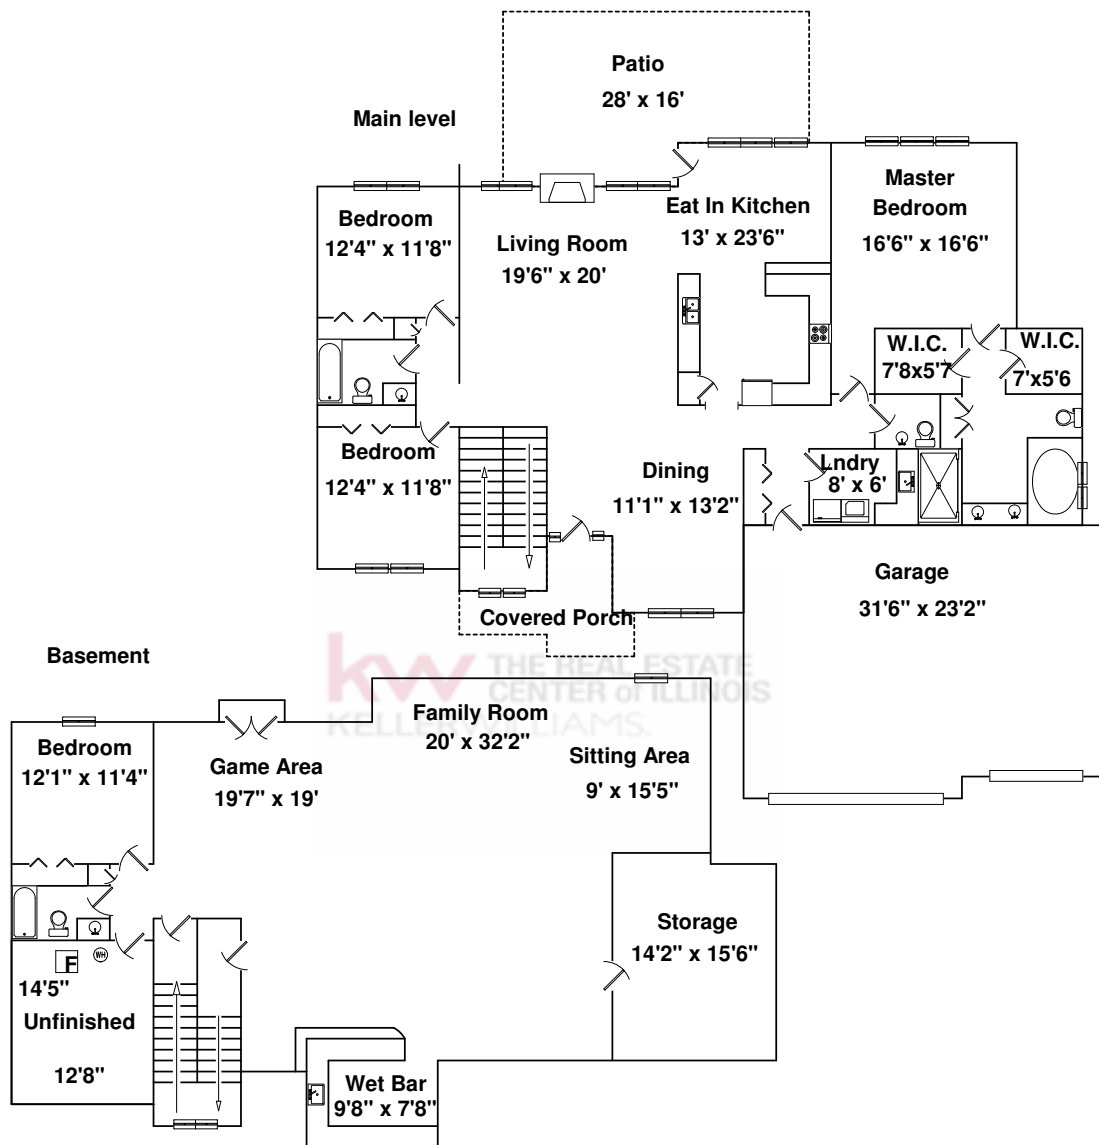 Patio
28' x 16'
Main level
Master
Bedroom
16'6" x 16'6"
Bedroom
12'4" x 11'8"
Eat In Kitchen
13' x 23'6"
Living Room
19'6" x 20'
W.I.C.
7'8x5'7
W.I.C.
7'x5'6
Bedroom
12'4" x 11'8"
Dining
11'1" x 13'2"
Lndry
8' x 6'
Garage
31'6" x 23'2"
Covered Porch
Basement
kw THE REAL ESTATE
CENTER of ILLINOIS
KELLERWILLIAMS.
Family Room
20' x 32'2"
Bedroom
12'1" x 11'4"
Game Area
19'7" x 19'
Sitting Area
9' x 15'5"
Storage
14'2" x 15'6"
F
WH
14'5"
Unfinished
12'8"
Wet Bar
9'8" x 7'8"